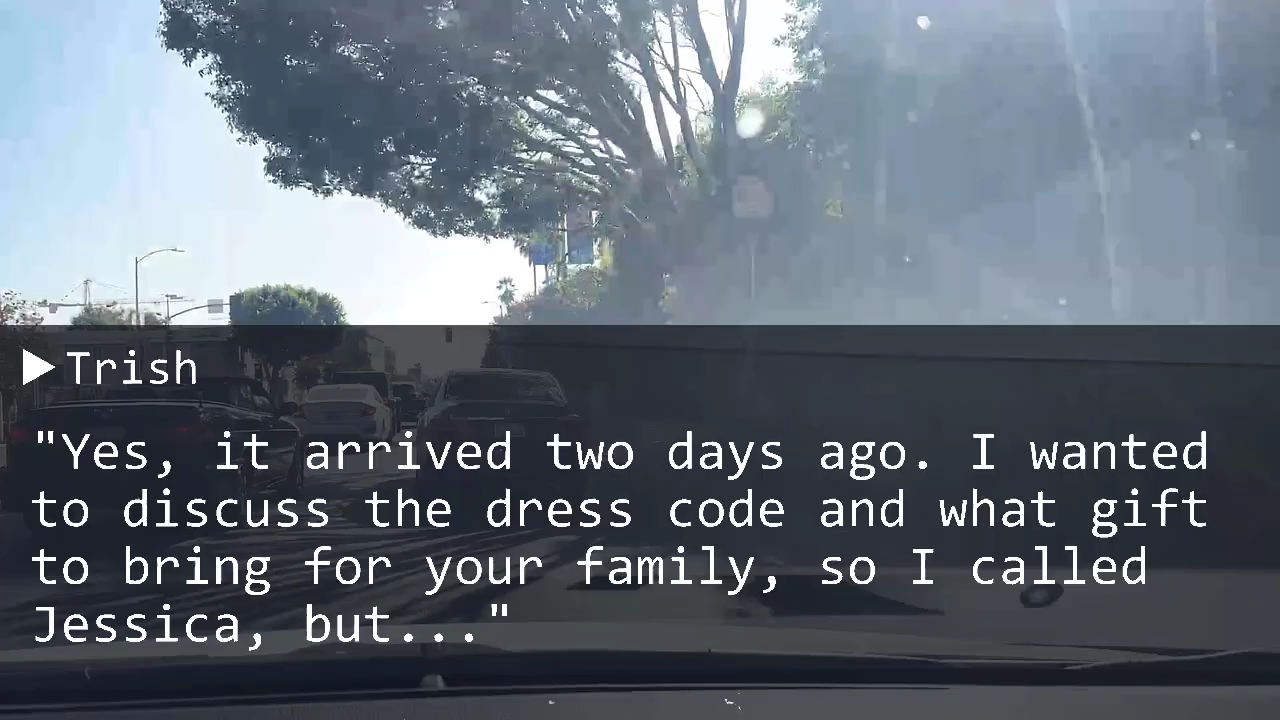 ▶Trish
"Yes, it arrived two days ago. I wanted
to discuss the dress code and what gift
to bring for your family, so I called
Jessica, but..."